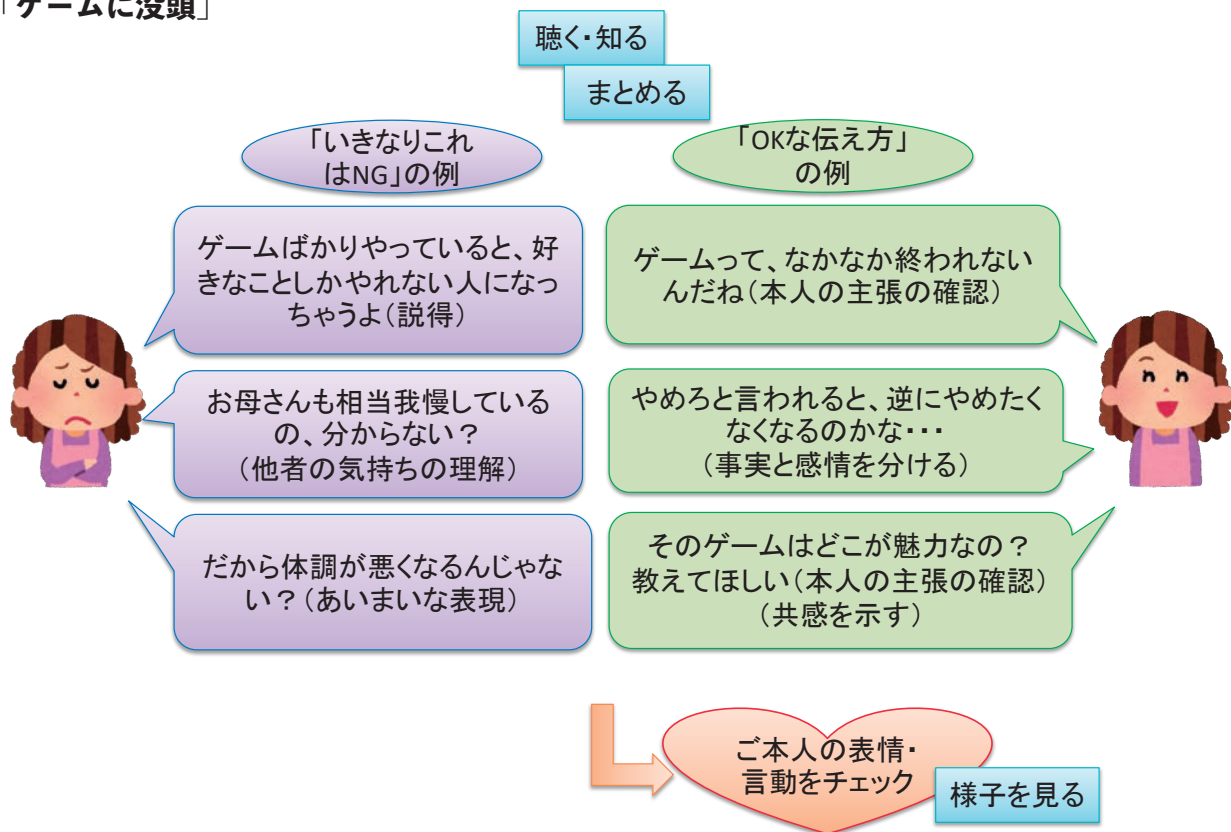 「ゲームに没頭」
聴く・知る
まとめる
「いきなりこれ
はNG」の例
「OKな伝え方」
の例
ゲームばかりやっていると、好
きなことしかやれない人になっ
ちゃうよ(説得)
ゲームって、なかなか終われない
んだね(本人の主張の確認)
お母さんも相当我慢している
の、分からない？
(他者の気持ちの理解)
やめろと言われると、逆にやめたく
なくなるのかな・・・
(事実と感情を分ける)
だから体調が悪くなるんじゃな
い？(あいまいな表現)
そのゲームはどこが魅力なの？
教えてほしい(本人の主張の確認)
(共感を示す)
ご本人の表情・
言動をチェック
様子を見る